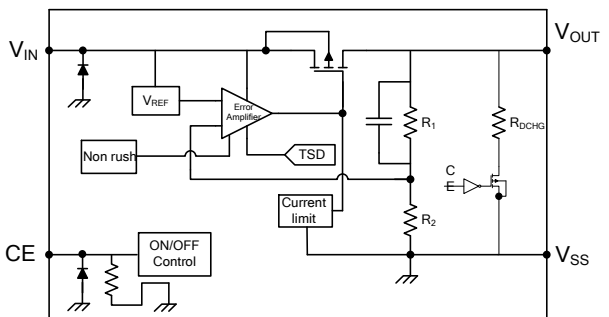 VIN
VOUT
VREF
Error
Amplifier
R1
RDCHG
Non rush
TSD
C
E
Current
limit
R2
CE
ON/OFF
Control
VSS